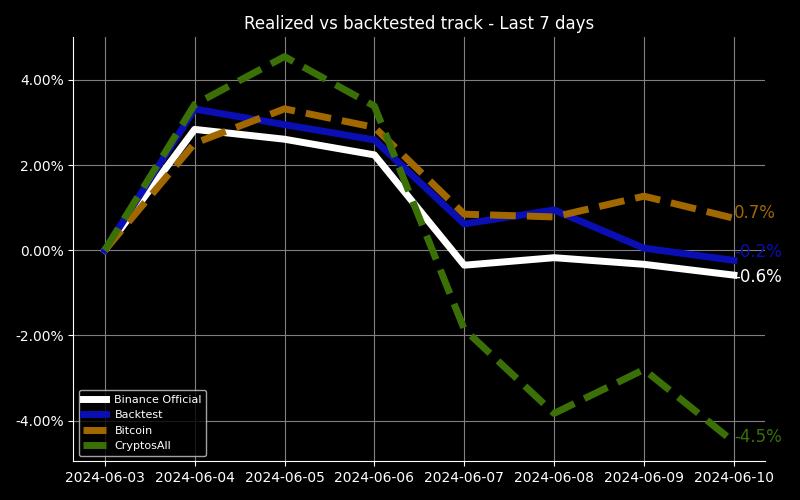 Realized vs backtested track - Last 7 days
4.00%
2.00%
0.00%
-2.00%
-4.00%
0.7%
-0.2%
-0.6%
-4.5%
Binance Official
Backtest
Bitcoin
CryptosAll
2024-06-03 2024-06-04 2024-06-05 2024-06-06 2024-06-07 2024-06-08 2024-06-09 2024-06-10